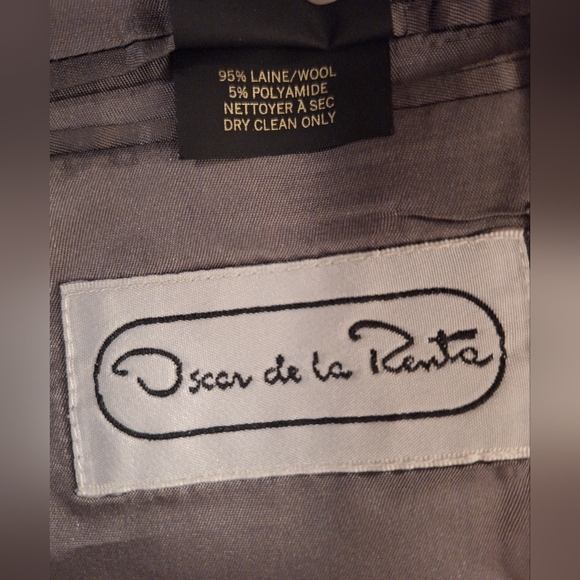 95% LAINE/WOOL
5% POLYAMIDE
NETTOYER À SEC
DRY CLEAN ONLY
Oscar de la Renta